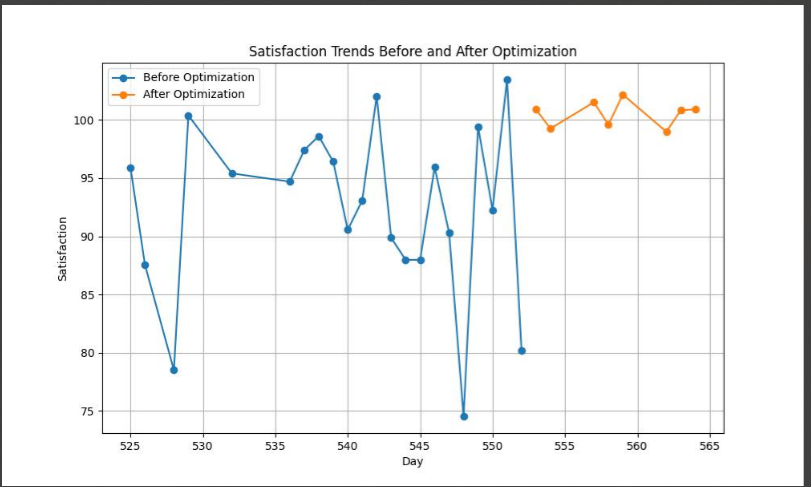 Satisfaction Trends Before and After Optimization
Before Optimization
After Optimization
100
95
90
85
80
75
Satisfaction
525 530 535 540 545 550 555 560 565
Day